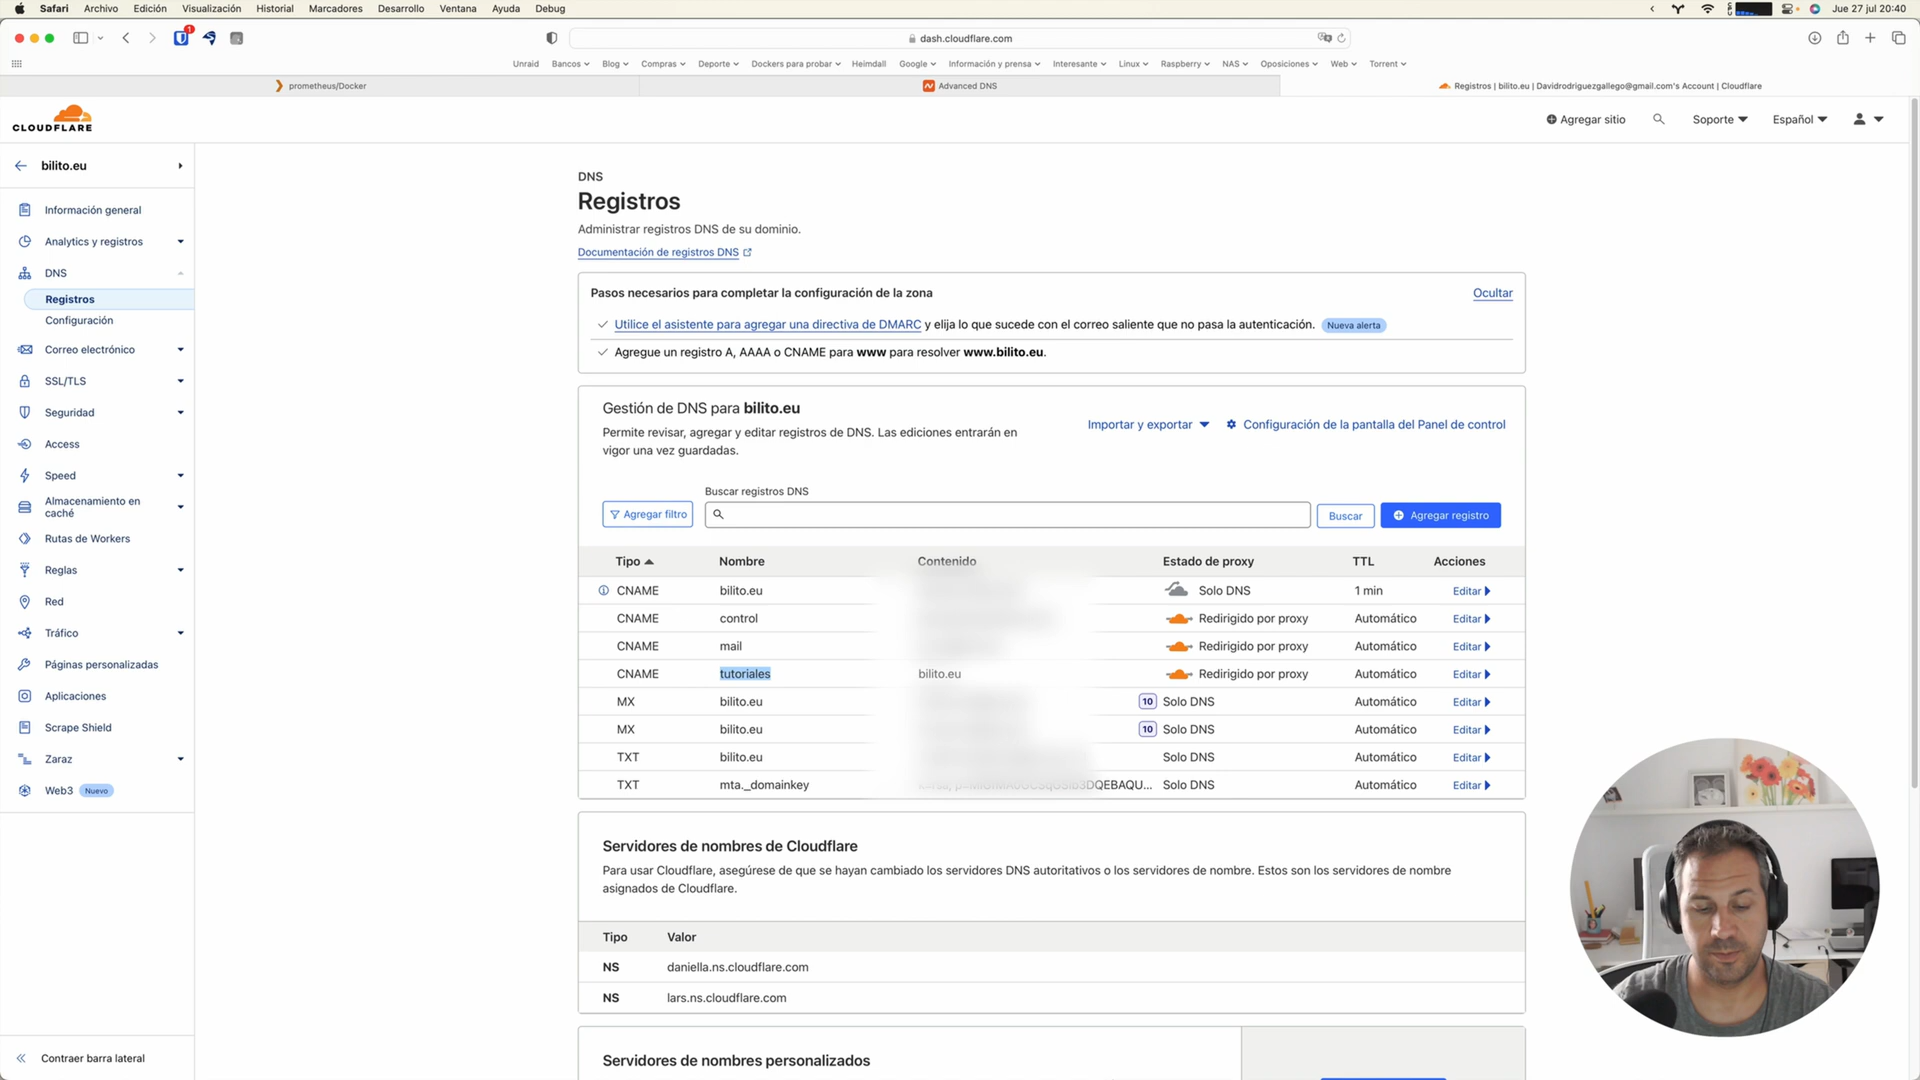 Safari Archivo Edición Visualización Historial Marcadores Desarrollo Ventana Ayuda Debug
Jue 27 jul 20:40
1
dash.cloudflare.com
Unraid Bancos Blog Compras Deporte Dockers para probar Heimdall Google Información y prensa Interesante Linux Raspberry NAS Oposiciones Web Torrent
prometheus/Docker
Advanced DNS
Registros | bilito.eu | Davidrodriguezgallego@gmail.com's Account | Cloudflare
CLOUDFLARE
Agregar sitio
Soporte
Español
bilito.eu
Información general
Analytics y registros
DNS
Registros
Configuración
Correo electrónico
SSL/TLS
Seguridad
Access
Speed
Almacenamiento en
caché
Rutas de Workers
Reglas
Red
Tráfico
Páginas personalizadas
Aplicaciones
Scrape Shield
Zaraz
Web3 Nuevo
Contraer barra lateral
DNS
Registros
Administrar registros DNS de su dominio.
Documentación de registros DNS
Pasos necesarios para completar la configuración de la zona
Ocultar
Utilice el asistente para agregar una directiva de DMARC y elija lo que sucede con el correo saliente que no pasa la autenticación. Nueva alerta
Agregue un registro A, AAAA o CNAME para www para resolver www.bilito.eu.
Gestión de DNS para bilito.eu
Permite revisar, agregar y editar registros de DNS. Las ediciones entrarán en
vigor una vez guardadas.
Importar y exportar
Configuración de la pantalla del Panel de control
Buscar registros DNS
Agregar filtro
Buscar
Agregar registro
Tipo Nombre Contenido Estado de proxy TTL Acciones
CNAME bilito.eu Solo DNS 1 min Editar
CNAME control Redirigido por proxy Automático Editar
CNAME mail Redirigido por proxy Automático Editar
CNAME tutoriales bilito.eu Redirigido por proxy Automático Editar
MX bilito.eu 10 Solo DNS Automático Editar
MX bilito.eu 10 Solo DNS Automático Editar
TXT bilito.eu Solo DNS Automático Editar
TXT mta._domainkey Solo DNS Automático Editar
Servidores de nombres de Cloudflare
Para usar Cloudflare, asegúrese de que se hayan cambiado los servidores DNS autoritativos o los servidores de nombre. Estos son los servidores de nombre
asignados de Cloudflare.
Tipo Valor
NS daniella.ns.cloudflare.com
NS lars.ns.cloudflare.com
Servidores de nombres personalizados